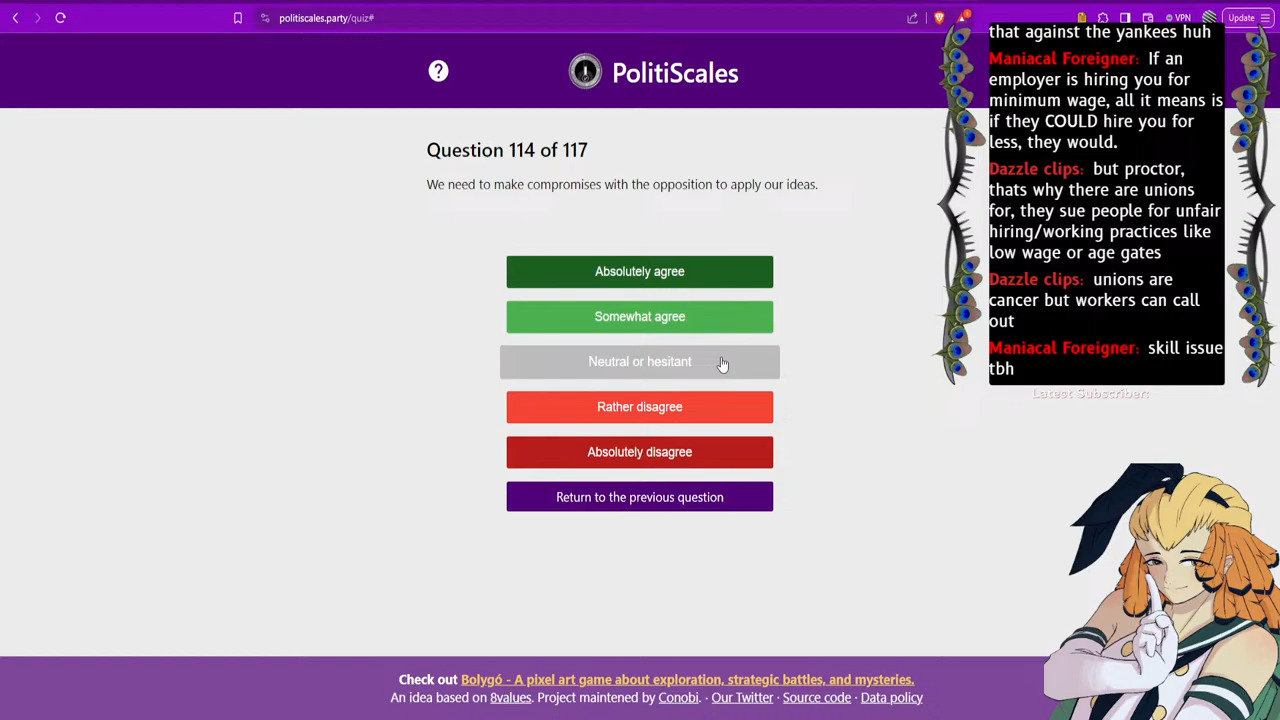 politiscales.party/quiz#
VPN
Update
PolitiScales
Question 114 of 117
We need to make compromises with the opposition to apply our ideas.
Absolutely agree
Somewhat agree
Neutral or hesitant
Rather disagree
Absolutely disagree
Return to the previous question
that against the yankees huh
Maniacal Foreigner: If an
employer is hiring you for
minimum wage, all it means is
if they COULD hire you for
less, they would.
Dazzle clips: but proctor,
thats why there are unions
for, they sue people for unfair
hiring/working practices like
low wage or age gates
Dazzle clips: unions are
cancer but workers can call
out
Maniacal Foreigner: skill issue
tbh
Latest Subscriber:
Check out Bolygó - A pixel art game about exploration, strategic battles, and mysteries.
An idea based on 8values. Project maintened by Conobi. · Our Twitter · Source code · Data policy